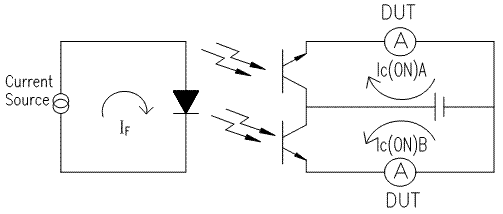 DUT
A
Ic(ON)A
Current
Source
IF
Ic(ON)B
A
DUT